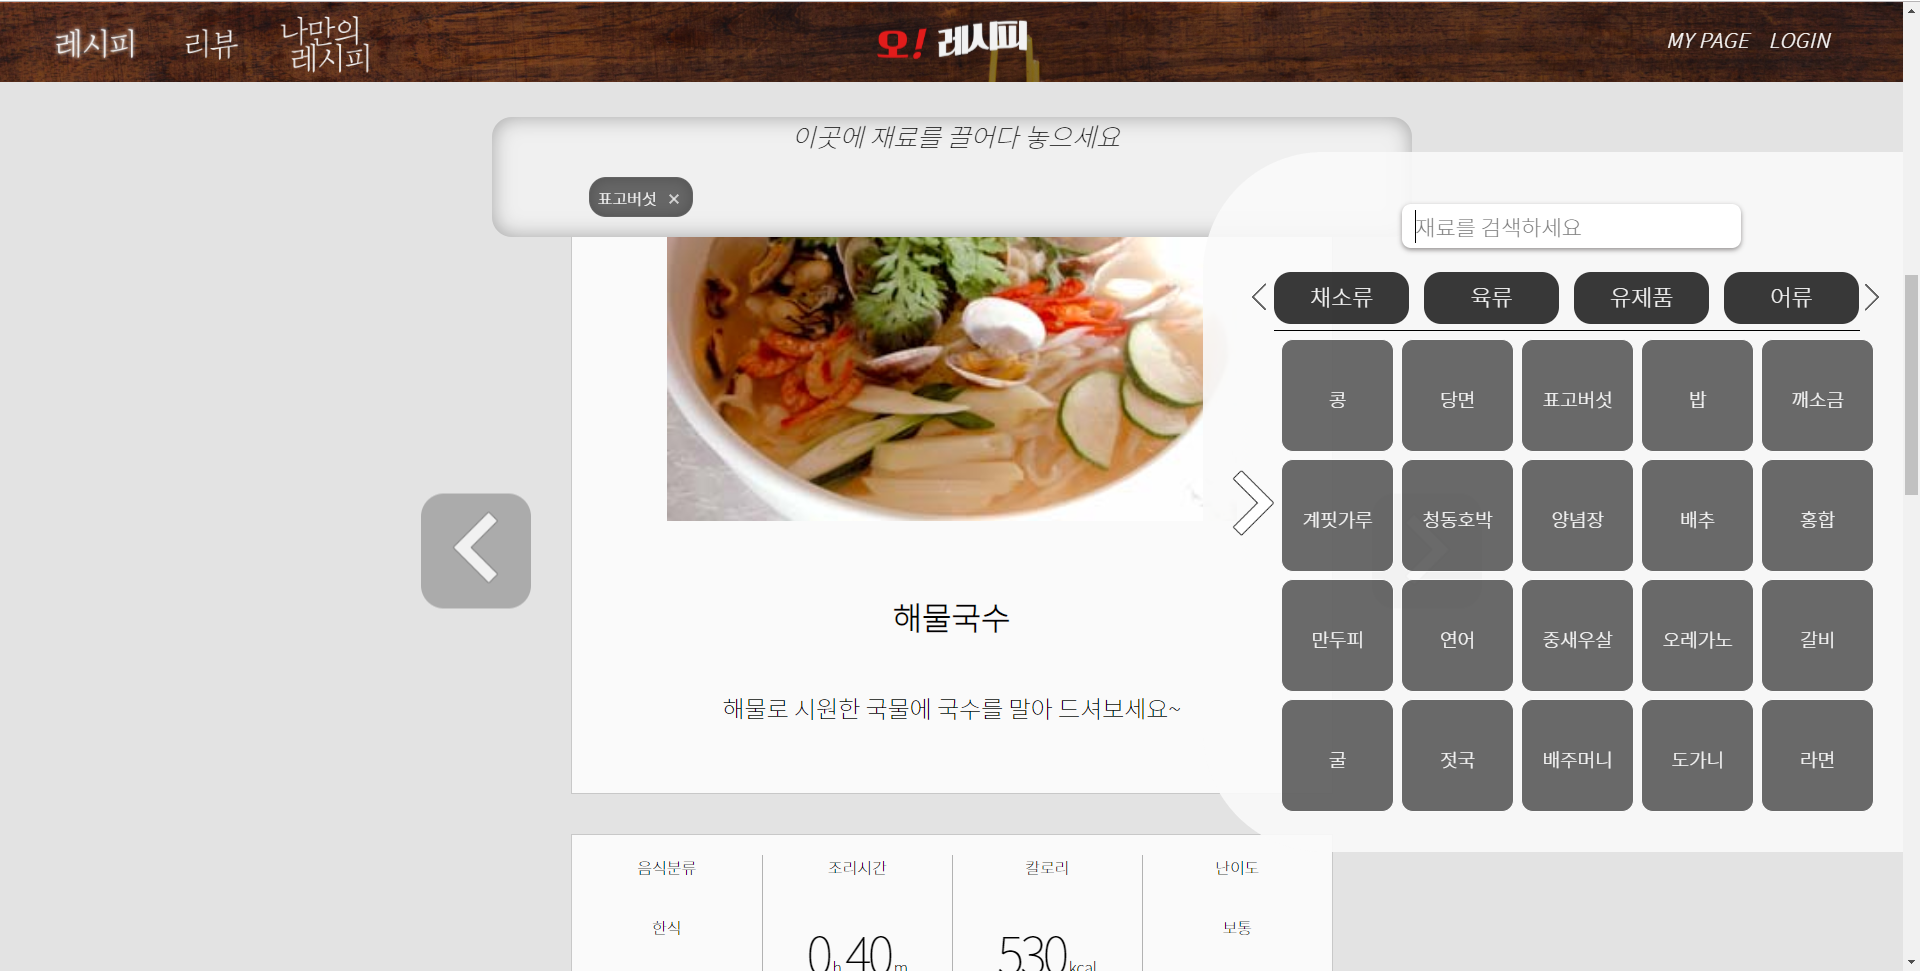 레시피
리뷰
나만의
레시피
오! 레시피
MY PAGE
LOGIN
이곳에 재료를 끌어다 놓으세요
표고버섯 ×
재료를 검색하세요
채소류
육류
유제품
어류
콩
당면
표고버섯
밥
깨소금
계핏가루
청둥호박
양념장
배추
홍합
만두피
연어
중새우살
오레가노
갈비
굴
젓국
배주머니
도가니
라면
해물국수
해물로 시원한 국물에 국수를 말아 드셔보세요~
음식분류
조리시간
칼로리
난이도
한식
0h 40m
530kcal
보통